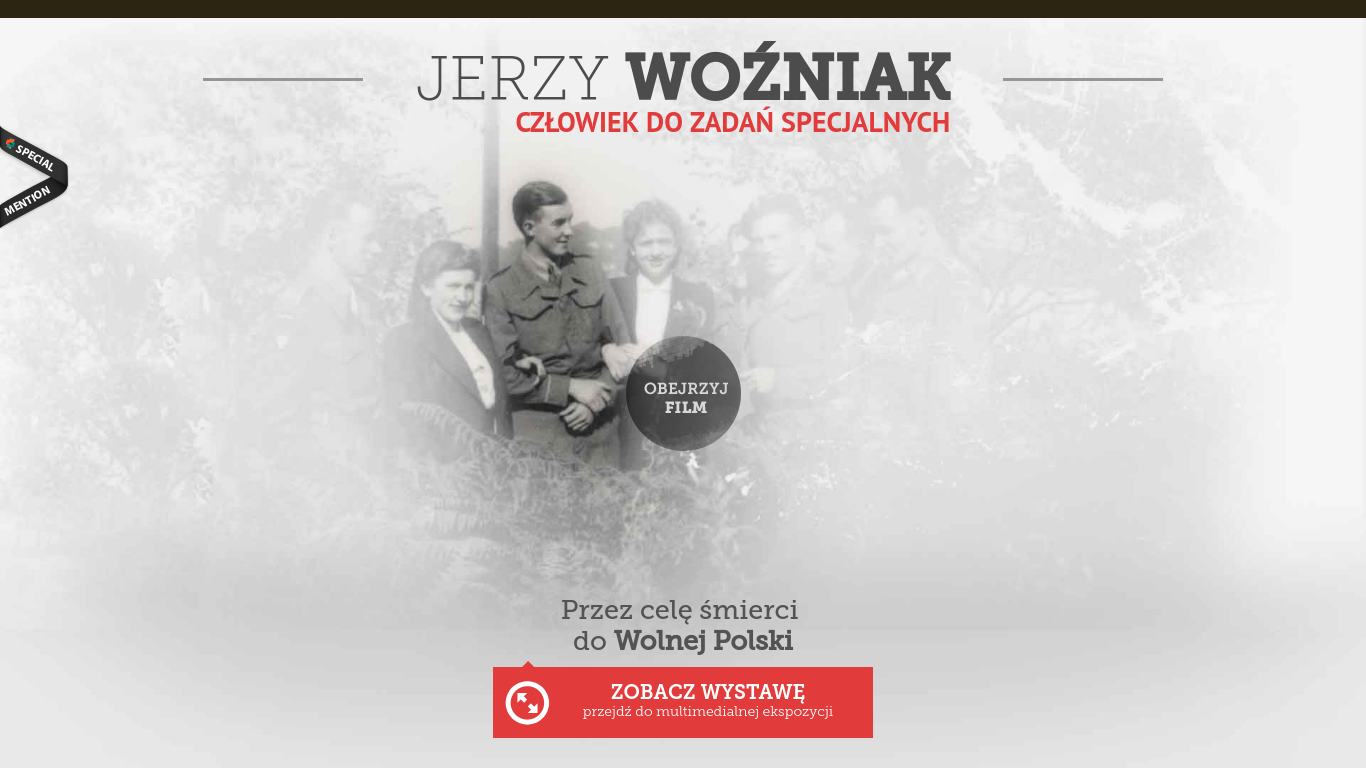 JERZY WOŹNIAK
CZŁOWIEK DO ZADAŃ SPECJALNYCH
SPECIAL
MENTION
OBEJRZYJ
FILM
Przez celę śmierci
do Wolnej Polski
ZOBACZ WYSTAWĘ
przejdź do multimedialnej ekspozycji